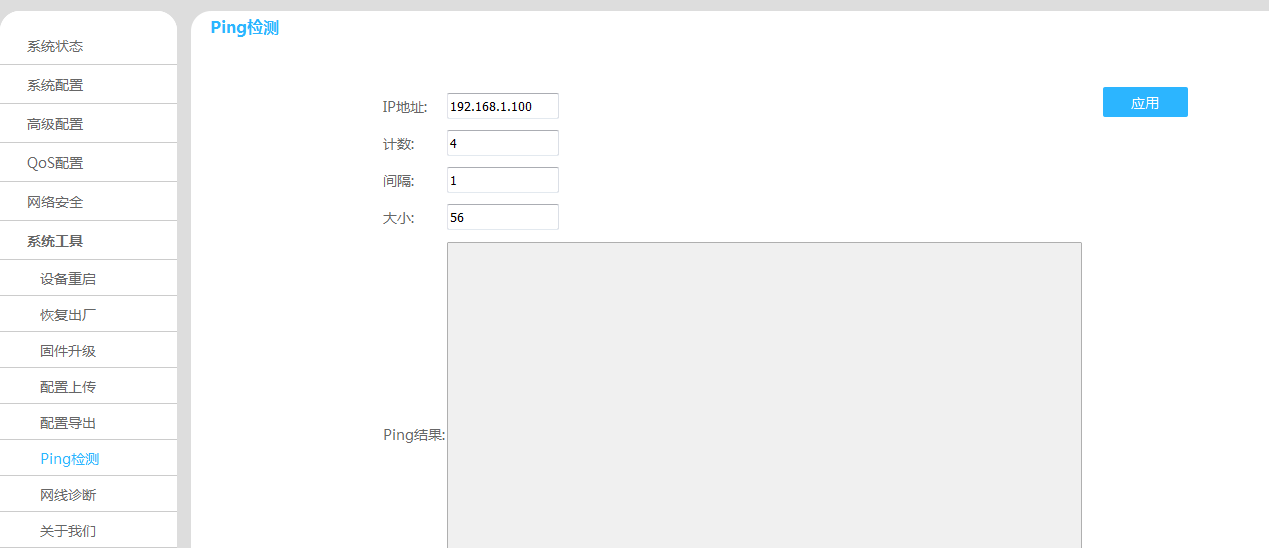 系统状态
系统配置
高级配置
QoS配置
网络安全
系统工具
设备重启
恢复出厂
固件升级
配置上传
配置导出
Ping检测
网线诊断
关于我们
Ping检测
IP地址: 192.168.1.100
应用
计数: 4
间隔: 1
大小: 56
Ping结果: